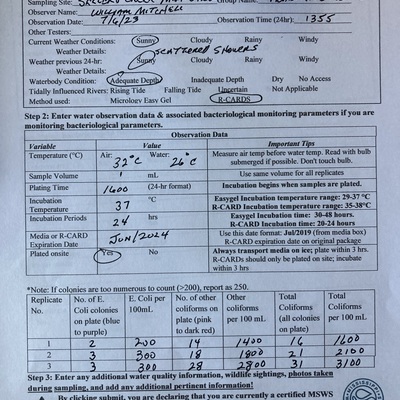 Sampling Site:
Observer Name: William Mitchell
Observation Date: 7/6/23 Observation Time (24hr): 1355
Other Testers:
Current Weather Conditions: Sunny Cloudy Rainy Windy
Weather Details: SCATTERED SHOWERS
Weather previous 24-hr: Sunny Cloudy Rainy Windy
Weather Details:
Waterbody Condition: Adequate Depth Inadequate Depth Dry No Access
Tidally Influenced Rivers: Rising Tide Falling Tide Uncertain Not Applicable
Method used: Micrology Easy Gel R-CARDS
Step 2: Enter water observation data & associated bacteriological monitoring parameters if you are
monitoring bacteriological parameters.
Observation Data
Variable Value Important Tips
Temperature (°C) Air: 32°C Water: 26°C Measure air temp before water temp. Read with bulb
submerged if possible. Don't touch bulb.
Sample Volume 1 mL Use same volume for all replicates
Plating Time 1600 (24-hr format) Incubation begins when samples are plated.
Incubation Temperature 37 °C Easygel Incubation temperature range: 29-37 °C
R-CARD Incubation temperature range: 35-38°C
Incubation Periods 24 hrs Easygel Incubation time: 30-48 hours.
R-CARD Incubation time: 20-24 hours
Media or R-CARD Expiration Date Jun/2024 Use this date format: Jul/2019 (from media box)
R-CARD expiration date on original package
Plated onsite Yes No Always transport media on ice; plate within 3 hrs.
R-CARDs should only be plated on site; incubate
within 3 hrs
*Note: If colonies are too numerous to count (>200), report as 250.
Replicate No. No. of E. Coli colonies on plate (blue to purple) E. Coli per 100mL No. of other coliforms on plate (pink to dark red) Other coliforms per 100 mL Total Coliforms (all colonies on plate) Total Coliforms per 100 mL
1 2 200 14 1400 16 1600
2 3 300 18 1800 21 2100
3 3 300 28 2800 31 3100
Step 3: Enter any additional water quality information, wildlife sightings, photos taken
during sampling, and add any additional pertinent information!
By clicking submit, you are declaring that you are currently a certified MSWS